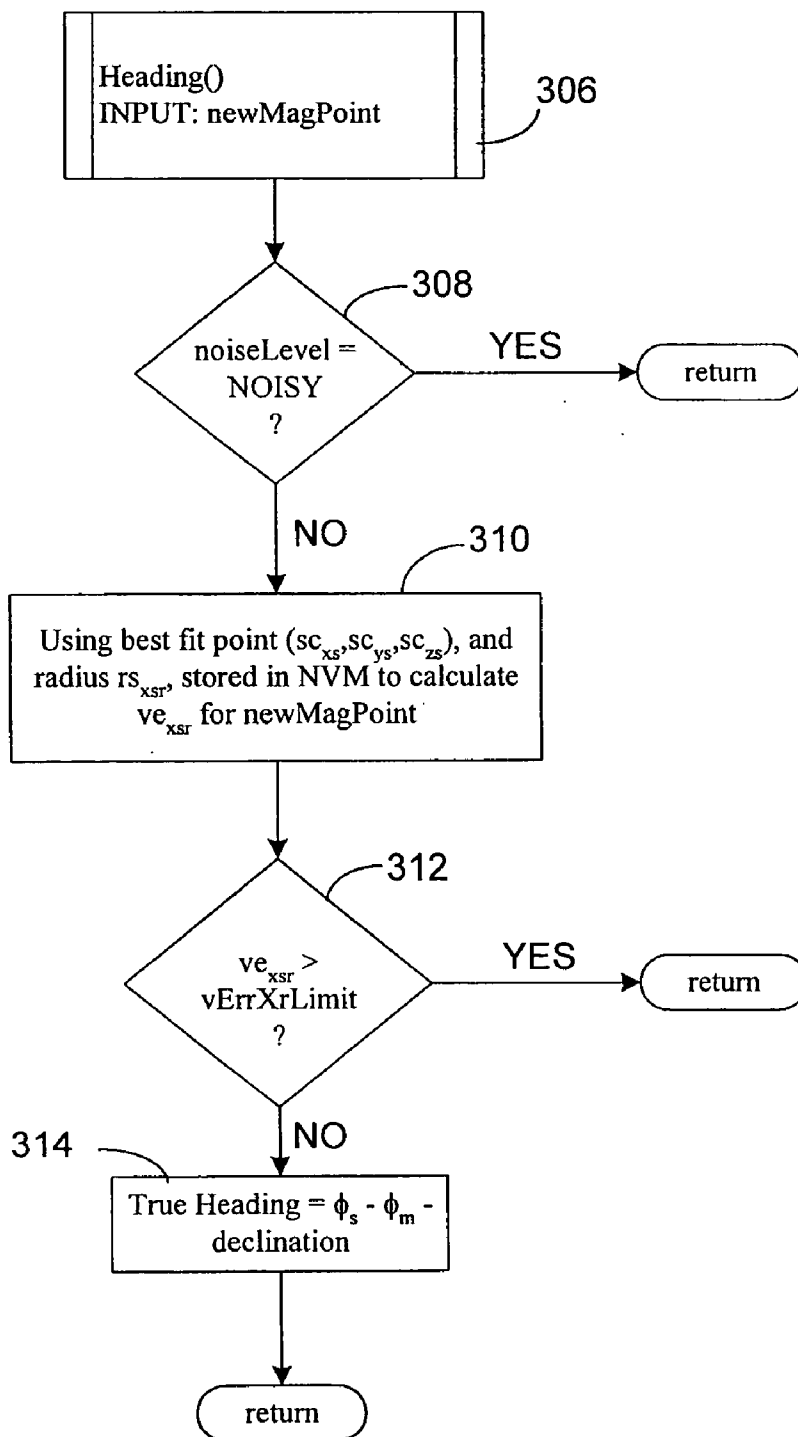 Heading()
INPUT: newMagPoint
306
308
noiseLevel =
NOISY
?
YES
return
NO
310
Using best fit point (sc_xs,sc_ys,sc_zs), and
radius rs_xsr, stored in NVM to calculate
ve_xsr for newMagPoint
312
ve_xsr >
vErrXrLimit
?
YES
return
NO
314
True Heading = ϕ_s - ϕ_m -
declination
return